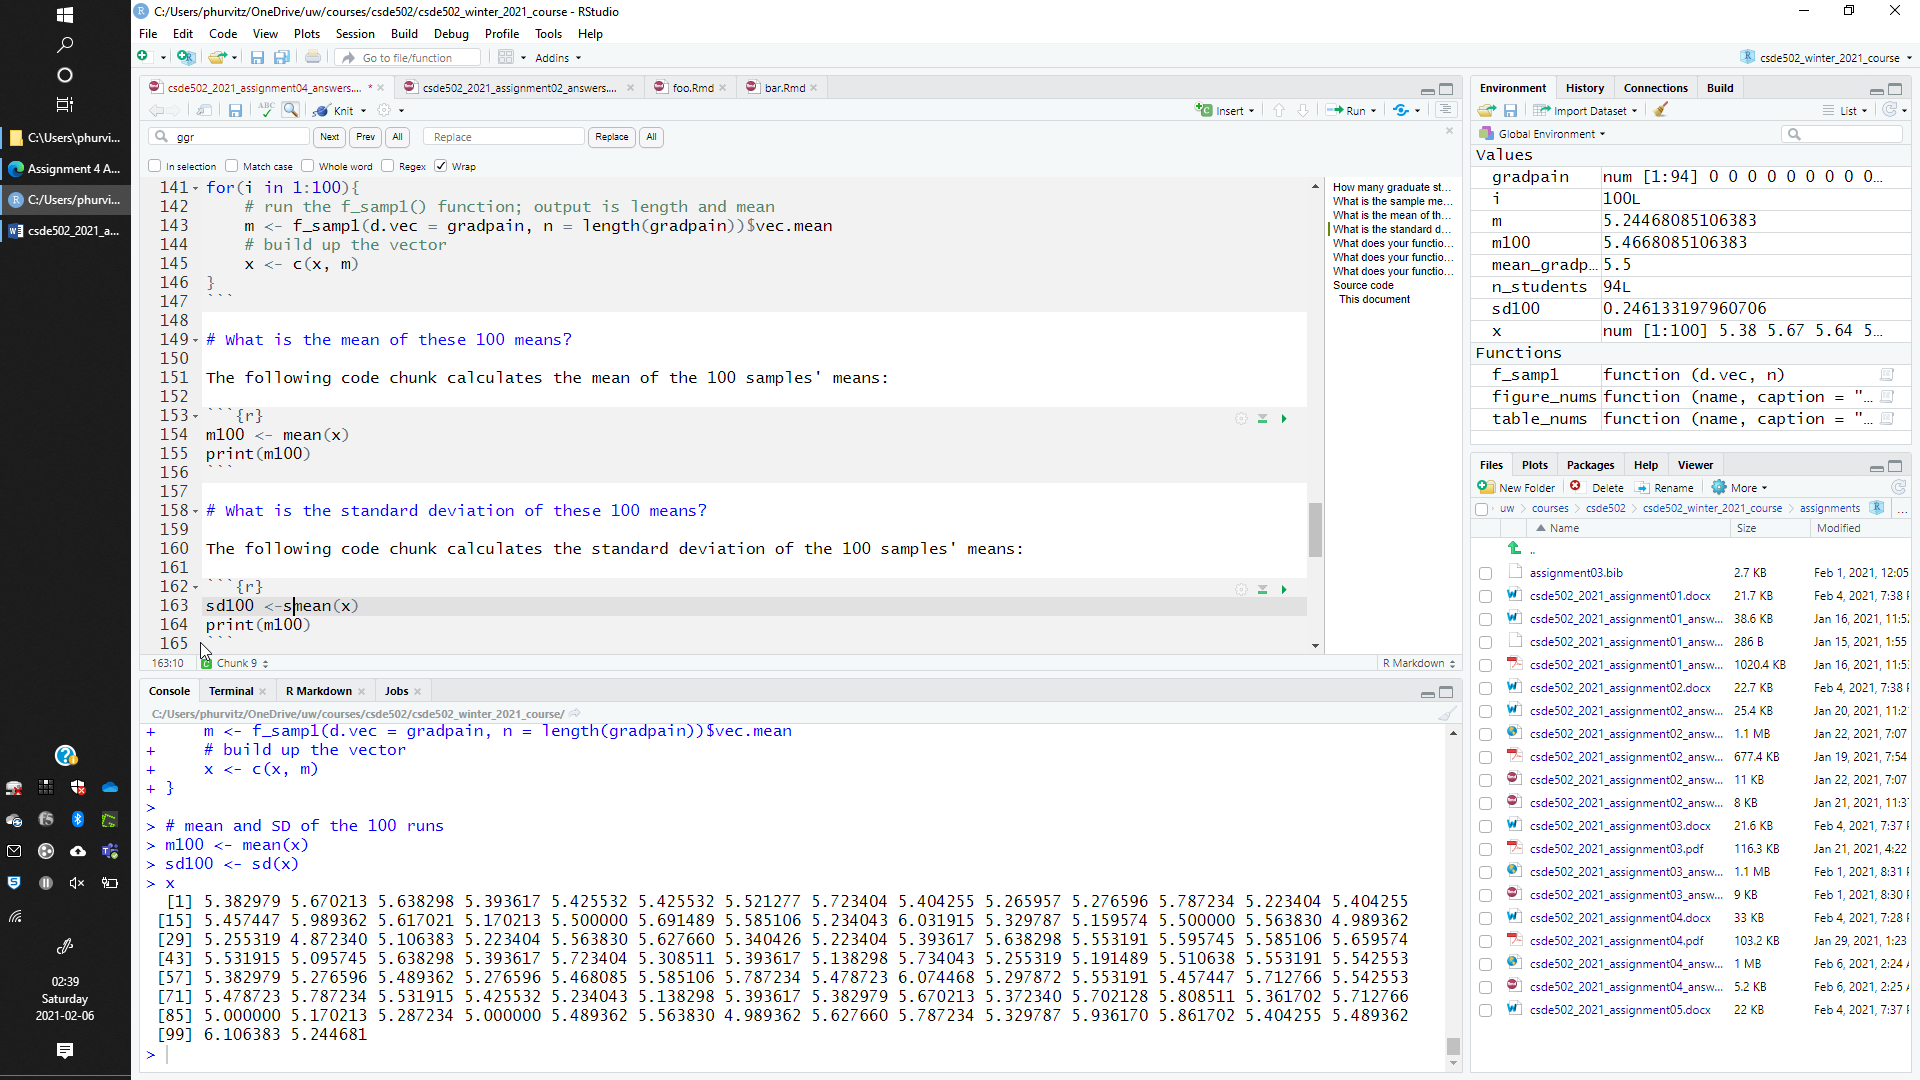 C:/Users/phurvitz/OneDrive/uw/courses/csde502/csde502_winter_2021_course - RStudio
File Edit Code View Plots Session Build Debug Profile Tools Help
Go to file/function Addins csde502_winter_2021_course
csde502_2021_assignment04_answers.... * csde502_2021_assignment02_answers.... foo.Rmd bar.Rmd
Knit Insert Run
ggr Next Prev All Replace Replace All
In selection Match case Whole word Regex Wrap
141 for(i in 1:100){
142 # run the f_samp1() function; output is length and mean
143 m <- f_samp1(d.vec = gradpain, n = length(gradpain))$vec.mean
144 # build up the vector
145 x <- c(x, m)
146 }
147 ```
148
149 # What is the mean of these 100 means?
150
151 The following code chunk calculates the mean of the 100 samples' means:
152
153 ```{r}
154 m100 <- mean(x)
155 print(m100)
156 ```
157
158 # What is the standard deviation of these 100 means?
159
160 The following code chunk calculates the standard deviation of the 100 samples' means:
161
162 ```{r}
163 sd100 <-smean(x)
164 print(m100)
165 ```
163:10 Chunk 9 R Markdown
How many graduate st...
What is the sample me...
What is the mean of th...
What is the standard d...
What does your functio...
What does your functio...
What does your functio...
Source code
This document
Console Terminal R Markdown Jobs
C:/Users/phurvitz/OneDrive/uw/courses/csde502/csde502_winter_2021_course/
+ m <- f_samp1(d.vec = gradpain, n = length(gradpain))$vec.mean
+ # build up the vector
+ x <- c(x, m)
+ }
>
> # mean and SD of the 100 runs
> m100 <- mean(x)
> sd100 <- sd(x)
> x
[1] 5.382979 5.670213 5.638298 5.393617 5.425532 5.425532 5.521277 5.723404 5.404255 5.265957 5.276596 5.787234 5.223404 5.404255
[15] 5.457447 5.989362 5.617021 5.170213 5.500000 5.691489 5.585106 5.234043 6.031915 5.329787 5.159574 5.500000 5.563830 4.989362
[29] 5.255319 4.872340 5.106383 5.223404 5.563830 5.627660 5.340426 5.223404 5.393617 5.638298 5.553191 5.595745 5.585106 5.659574
[43] 5.531915 5.095745 5.638298 5.393617 5.723404 5.308511 5.393617 5.138298 5.734043 5.255319 5.191489 5.510638 5.553191 5.542553
[57] 5.382979 5.276596 5.489362 5.276596 5.468085 5.585106 5.787234 5.478723 6.074468 5.297872 5.553191 5.457447 5.712766 5.542553
[71] 5.478723 5.787234 5.531915 5.425532 5.234043 5.138298 5.393617 5.382979 5.670213 5.372340 5.702128 5.808511 5.361702 5.712766
[85] 5.000000 5.170213 5.287234 5.000000 5.489362 5.563830 4.989362 5.627660 5.787234 5.329787 5.936170 5.861702 5.404255 5.489362
[99] 6.106383 5.244681
>
Environment History Connections Build
Import Dataset List
Global Environment
Values
gradpain num [1:94] 0 0 0 0 0 0 0 0 0...
i 100L
m 5.24468085106383
m100 5.4668085106383
mean_gradp... 5.5
n_students 94L
sd100 0.246133197960706
x num [1:100] 5.38 5.67 5.64 5...
Functions
f_samp1 function (d.vec, n)
figure_nums function (name, caption = "...
table_nums function (name, caption = "...
Files Plots Packages Help Viewer
New Folder Delete Rename More
uw courses csde502 csde502_winter_2021_course assignments ...
Name Size Modified
..
assignment03.bib 2.7 KB Feb 1, 2021, 12:05
csde502_2021_assignment01.docx 21.7 KB Feb 4, 2021, 7:38
csde502_2021_assignment01_answ... 38.6 KB Jan 16, 2021, 11:5
csde502_2021_assignment01_answ... 286 B Jan 15, 2021, 1:55
csde502_2021_assignment01_answ... 1020.4 KB Jan 16, 2021, 11:5
csde502_2021_assignment02.docx 22.7 KB Feb 4, 2021, 7:38
csde502_2021_assignment02_answ... 25.4 KB Jan 20, 2021, 11:2
csde502_2021_assignment02_answ... 1.1 MB Jan 22, 2021, 7:07
csde502_2021_assignment02_answ... 677.4 KB Jan 19, 2021, 7:54
csde502_2021_assignment02_answ... 11 KB Jan 22, 2021, 7:07
csde502_2021_assignment02_answ... 8 KB Jan 21, 2021, 11:3
csde502_2021_assignment03.docx 21.6 KB Feb 4, 2021, 7:37
csde502_2021_assignment03.pdf 116.3 KB Jan 21, 2021, 4:22
csde502_2021_assignment03_answ... 1.1 MB Feb 1, 2021, 8:31
csde502_2021_assignment03_answ... 9 KB Feb 1, 2021, 8:30
csde502_2021_assignment04.docx 33 KB Feb 4, 2021, 7:28
csde502_2021_assignment04.pdf 103.2 KB Jan 29, 2021, 1:23
csde502_2021_assignment04_answ... 1 MB Feb 6, 2021, 2:24
csde502_2021_assignment04_answ... 5.2 KB Feb 6, 2021, 2:25
csde502_2021_assignment05.docx 22 KB Feb 4, 2021, 7:37
C:\Users\phurvi...
Assignment 4 A...
C:/Users/phurvi...
csde502_2021_a...
02:39
Saturday
2021-02-06